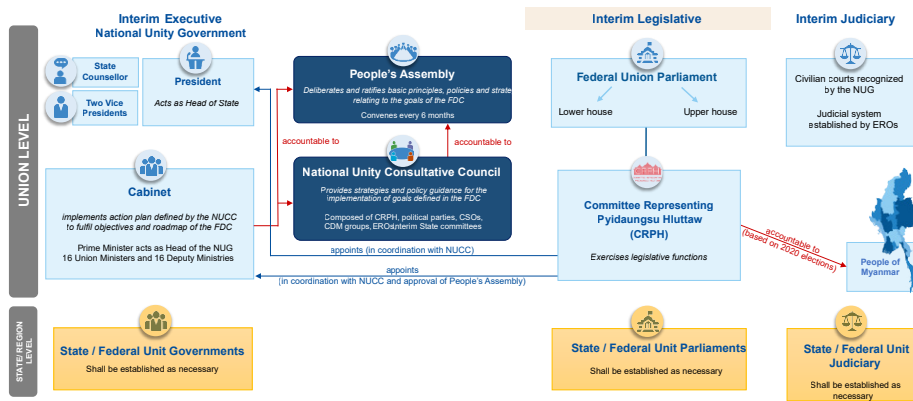 Interim Executive
National Unity Government
Interim Legislative
Interim Judiciary
UNION LEVEL
State
Counsellor
Two Vice
Presidents
President
Acts as Head of State
People's Assembly
Deliberates and ratifies basic principles, policies and strate
relating to the goals of the FDC
Convenes every 6 months
Federal Union Parliament
Lower house
Upper house
Civilian courts recognized
by the NUG
Judicial system
established by EROs
accountable
to
accountable to
Cabinet
implements action plan defined by the NUCC
to fulfil objectives and roadmap of the FDC
Prime Minister acts as Head of the NUG
16 Union Ministers and 16 Deputy Ministries
National Unity Consultative Council
Provides strategies and policy guidance for the
implementation of goals defined in the FDC
Composed of CRPH, political parties, CSOs,
CDM groups, EROsInterim State committees
Committee Representing
Pyidaungsu Hluttaw
(CRPH)
Exercises legislative functions
accountable to
(based on 2020 elections)
People of
Myanmar
appoints (in coordination with NUCC)
appoints
(in coordination with NUCC and approval of People's Assembly)
STATE/REGION
LEVEL
State / Federal Unit Governments
Shall be established as necessary
State / Federal Unit Parliaments
Shall be established as necessary
State / Federal Unit
Judiciary
Shall be established as
necessary